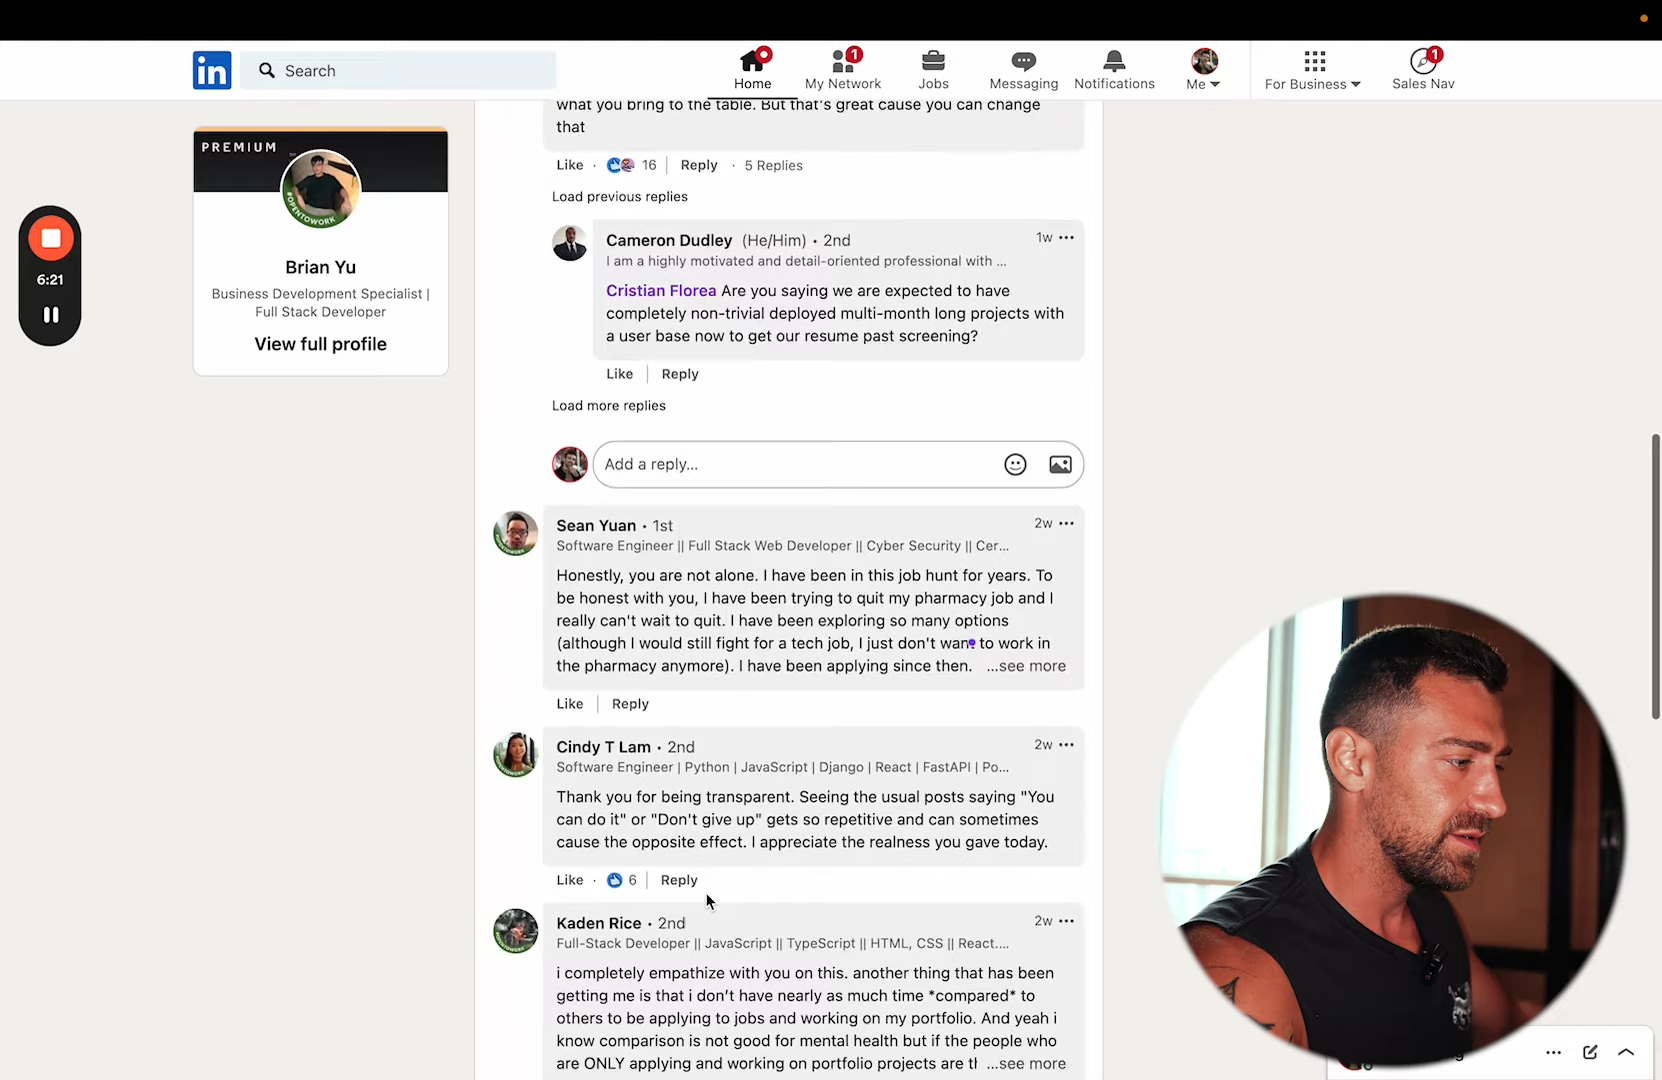 in
Search
Home
1
My Network
Jobs
Messaging
Notifications
Me
For Business
1
Sales Nav
PREMIUM
#OPENTOWORK
Brian Yu
Business Development Specialist |
Full Stack Developer
View full profile
6:21
what you bring to the table. But that's great cause you can change
that
Like · 16 | Reply · 5 Replies
Load previous replies
Cameron Dudley (He/Him) • 2nd
1w ···
I am a highly motivated and detail-oriented professional with ...
Cristian Florea Are you saying we are expected to have
completely non-trivial deployed multi-month long projects with
a user base now to get our resume past screening?
Like | Reply
Load more replies
Add a reply...
Sean Yuan • 1st
2w ···
Software Engineer || Full Stack Web Developer || Cyber Security || Cer...
Honestly, you are not alone. I have been in this job hunt for years. To
be honest with you, I have been trying to quit my pharmacy job and I
really can't wait to quit. I have been exploring so many options
(although I would still fight for a tech job, I just don't want to work in
the pharmacy anymore). I have been applying since then. ...see more
Like | Reply
Cindy T Lam • 2nd
2w ···
Software Engineer | Python | JavaScript | Django | React | FastAPI | Po...
Thank you for being transparent. Seeing the usual posts saying "You
can do it" or "Don't give up" gets so repetitive and can sometimes
cause the opposite effect. I appreciate the realness you gave today.
Like · 6 | Reply
Kaden Rice • 2nd
2w ···
Full-Stack Developer || JavaScript || TypeScript || HTML, CSS || React....
i completely empathize with you on this. another thing that has been
getting me is that i don't have nearly as much time *compared* to
others to be applying to jobs and working on my portfolio. And yeah i
know comparison is not good for mental health but if the people who
are ONLY applying and working on portfolio projects are ...see more